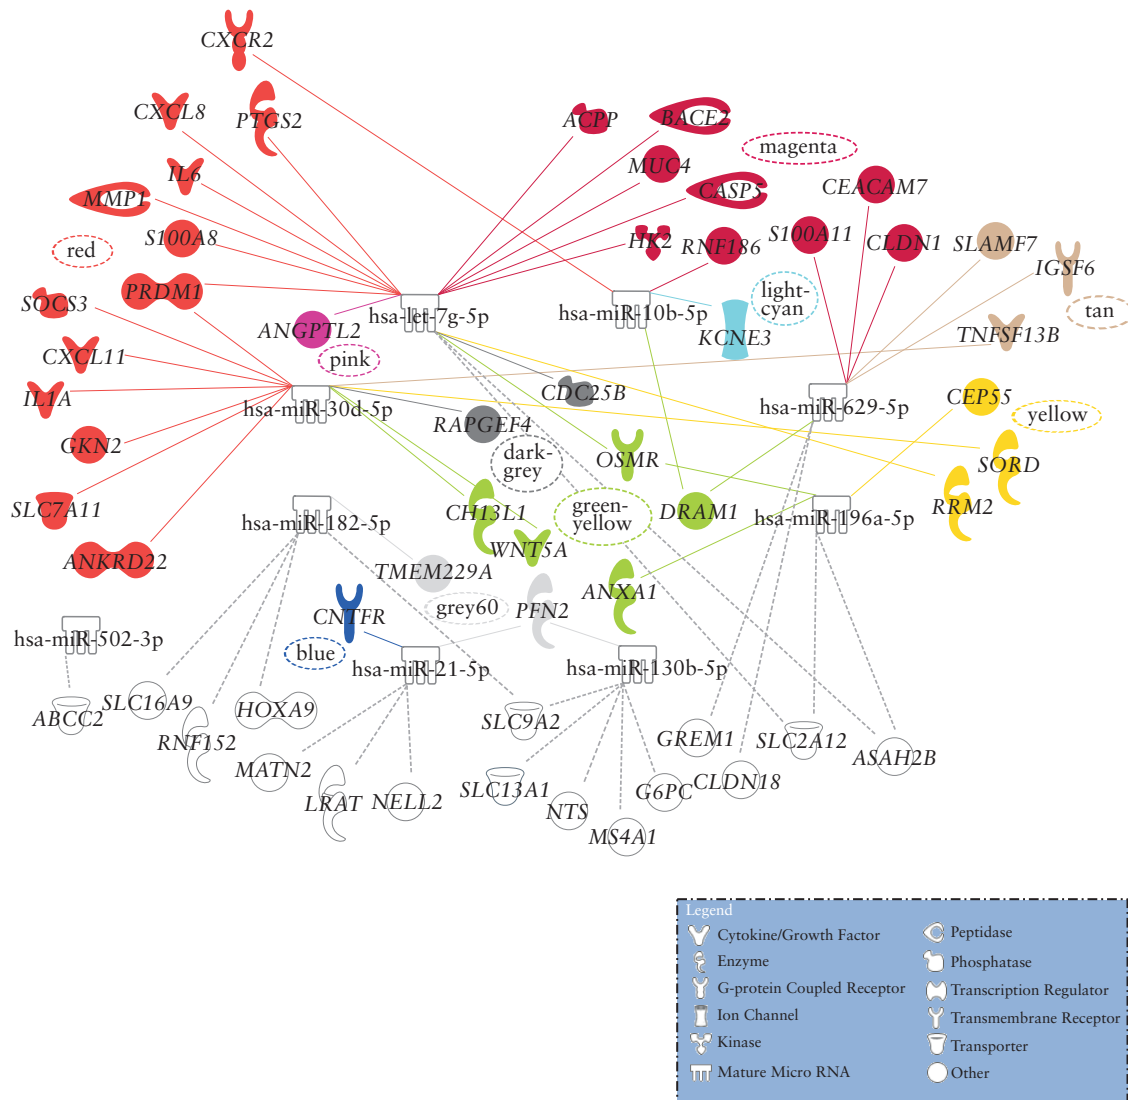 CXCR2
CXCL8
PTGS2
ACPP
BACE2
magenta
MUC4
IL6
CASP5
CEACAM7
MMP1
S100A8
HK2
RNF186
S100A11
CLDN1
SLAMF7
red
IGSF6
PRDM1
light-
cyan
SOCS3
hsa-let-7g-5p
hsa-miR-10b-5p
tan
ANGPTL2
KCNE3
TNFSF13B
CXCL11
pink
CDC25B
IL1A
hsa-miR-30d-5p
hsa-miR-629-5p
CEP55
yellow
RAPGEF4
GKN2
dark-
grey
OSMR
SORD
SLC7A11
CH13L1
green-
yellow
DRAM1
hsa-miR-196a-5p
RRM2
hsa-miR-182-5p
WNT5A
ANKRD22
TMEM229A
ANXA1
grey60
PFN2
CNTFR
hsa-miR-502-3p
blue
hsa-miR-21-5p
hsa-miR-130b-5p
ABCC2
SLC16A9
HOXA9
SLC9A2
RNF152
GREM1
SLC2A12
ASAH2B
MATN2
SLC13A1
G6PC
CLDN18
LRAT
NELL2
NTS
MS4A1
Legend
Cytokine/Growth Factor
Enzyme
G-protein Coupled Receptor
Ion Channel
Kinase
Mature Micro RNA
Peptidase
Phosphatase
Transcription Regulator
Transmembrane Receptor
Transporter
Other